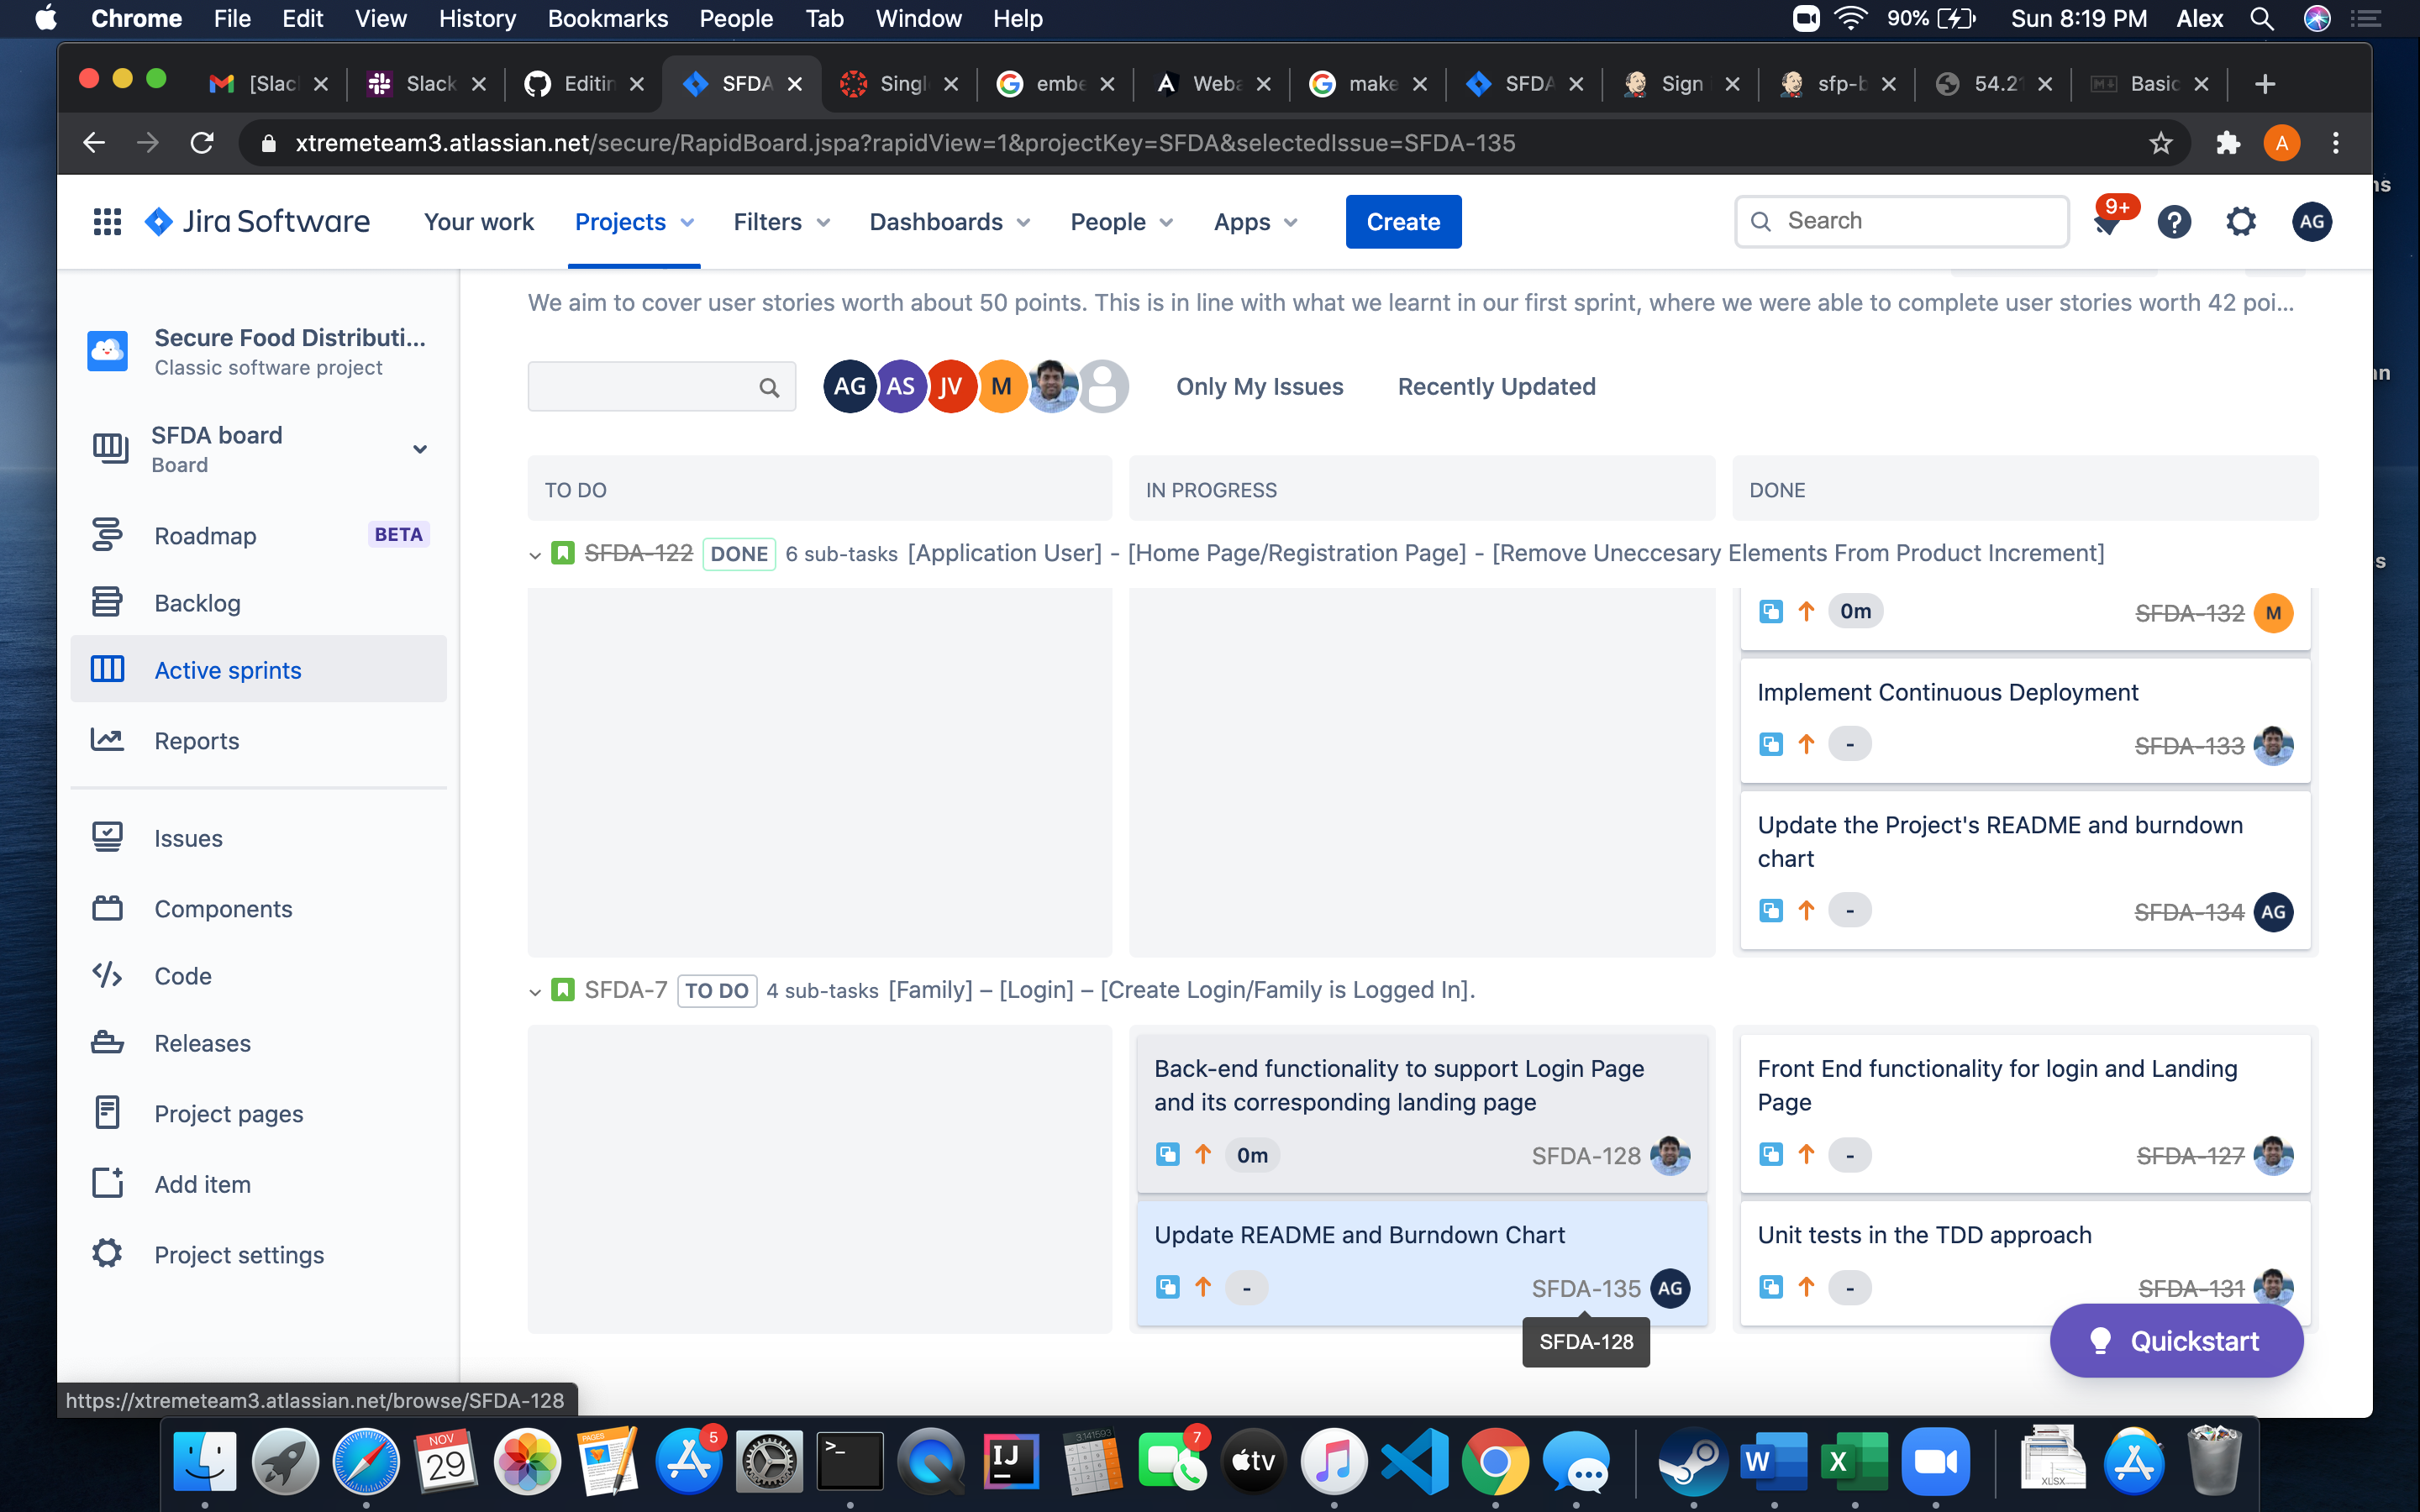 Chrome File Edit View History Bookmarks People Tab Window Help 90% Sun 8:19 PM Alex
[Slac Slack Editin SFDA Singl embe Weba make SFDA Sign sfp-b 54.21 Basic
xtremeteam3.atlassian.net/secure/RapidBoard.jspa?rapidView=1&projectKey=SFDA&selectedIssue=SFDA-135 A
Jira Software Your work Projects Filters Dashboards People Apps Create Search 9+ AG
We aim to cover user stories worth about 50 points. This is in line with what we learnt in our first sprint, where we were able to complete user stories worth 42 poi...
Secure Food Distributi...
Classic software project
SFDA board
Board
Roadmap BETA
Backlog
Active sprints
Reports
Issues
Components
Code
Releases
Project pages
Add item
Project settings
AG AS JV M Only My Issues Recently Updated
TO DO IN PROGRESS DONE
SFDA-122 DONE 6 sub-tasks [Application User] - [Home Page/Registration Page] - [Remove Uneccesary Elements From Product Increment]
0m SFDA-132 M
Implement Continuous Deployment
- SFDA-133
Update the Project's README and burndown
chart
- SFDA-134 AG
SFDA-7 TO DO 4 sub-tasks [Family] – [Login] – [Create Login/Family is Logged In].
Back-end functionality to support Login Page
and its corresponding landing page
0m SFDA-128
Update README and Burndown Chart
- SFDA-135 AG
SFDA-128
Front End functionality for login and Landing
Page
- SFDA-127
Unit tests in the TDD approach
- SFDA-131
Quickstart
https://xtremeteam3.atlassian.net/browse/SFDA-128
NOV
29
PAGES
5
>_
IJ
3.141593
7
tv
W
X
XLSX